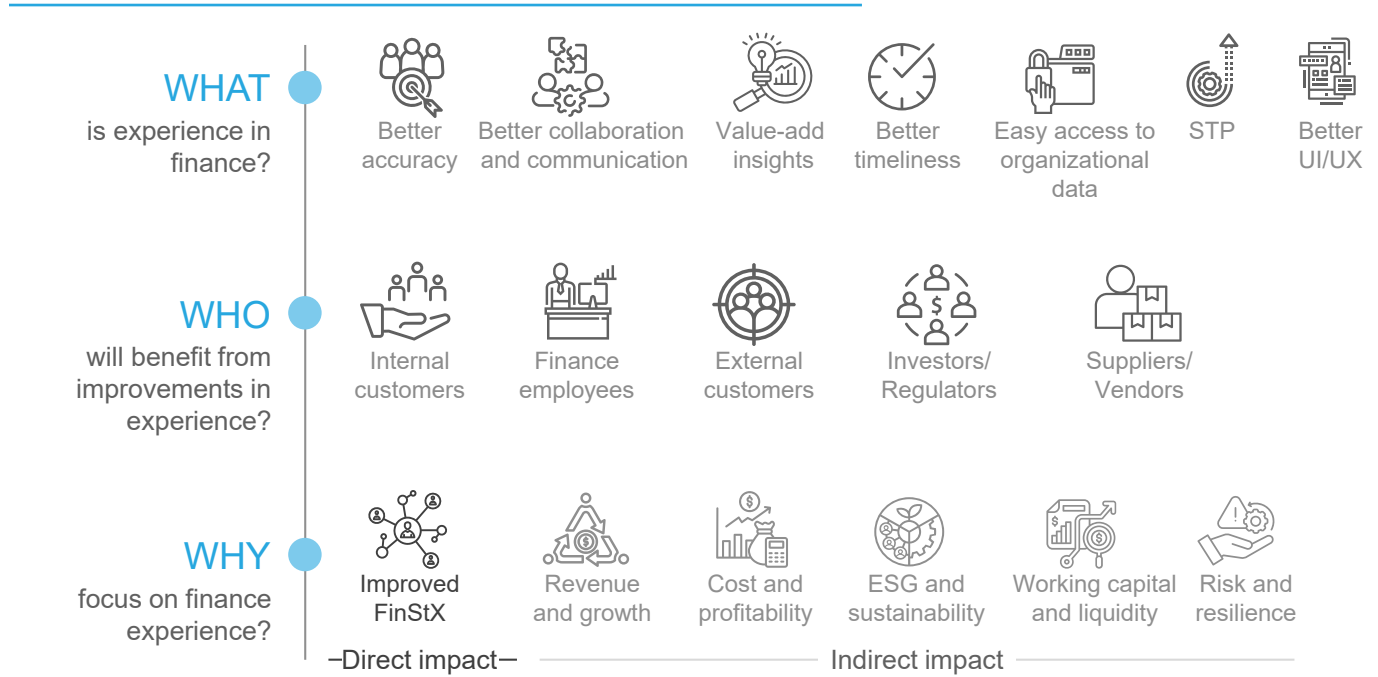 WHAT
is experience in
finance?
Better
accuracy
Better collaboration
and communication
Value-add
insights
Better
timeliness
Easy access to
organizational
data
STP
Better
UI/UX
WHO
will benefit from
improvements in
experience?
Internal
customers
Finance
employees
External
customers
Investors/
Regulators
Suppliers/
Vendors
WHY
focus on finance
experience?
Improved
FinStX
Revenue
and growth
Cost and
profitability
ESG and
sustainability
Working capital
and liquidity
Risk and
resilience
Direct impact
Indirect impact